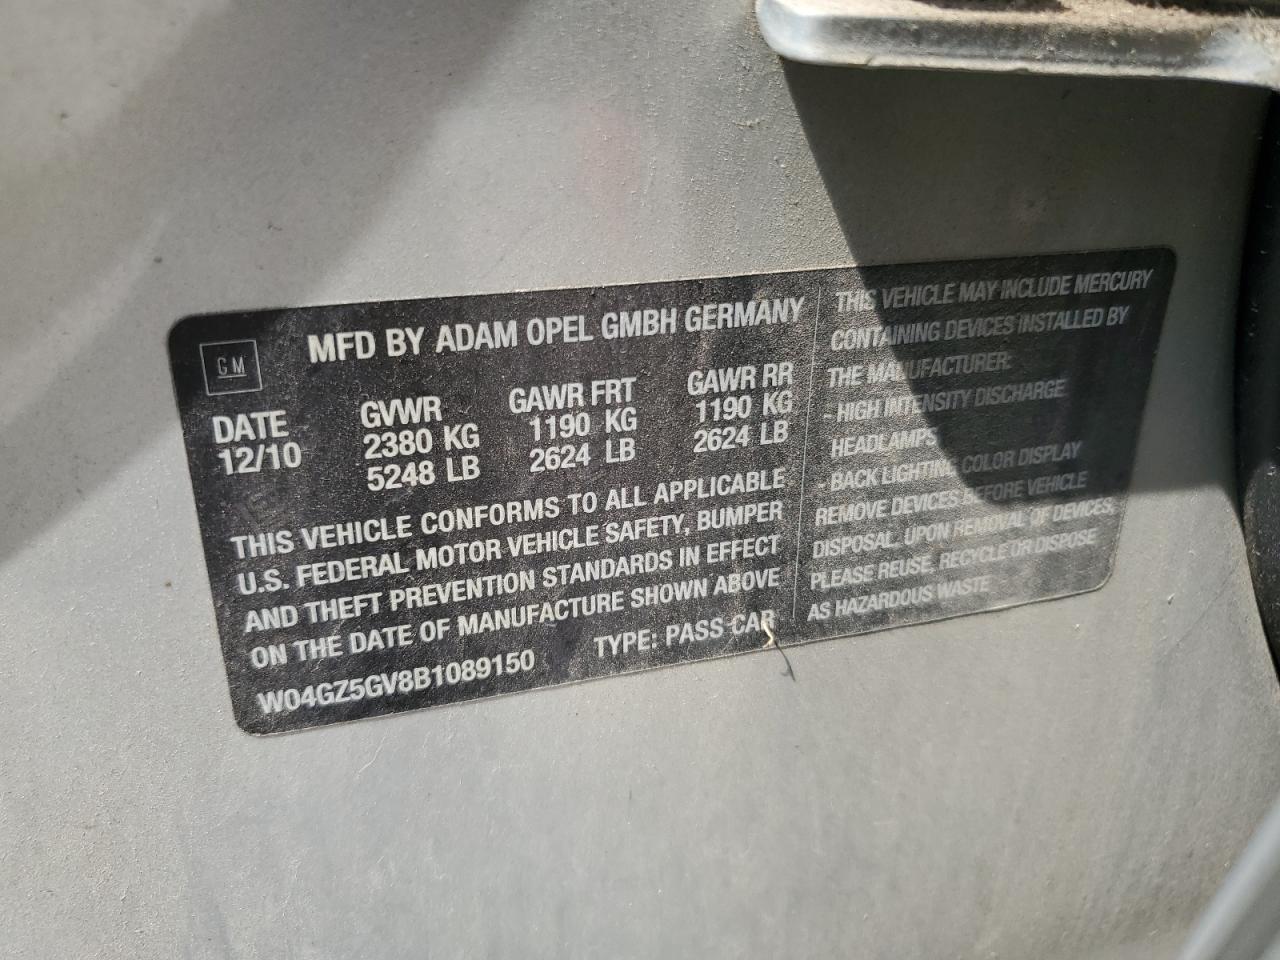 GM
MFD BY ADAM OPEL GMBH GERMANY
DATE GVWR GAWR FRT GAWR RR
12/10 2380 KG 1190 KG 1190 KG
5248 LB 2624 LB 2624 LB
THIS VEHICLE CONFORMS TO ALL APPLICABLE
U.S. FEDERAL MOTOR VEHICLE SAFETY, BUMPER
AND THEFT PREVENTION STANDARDS IN EFFECT
ON THE DATE OF MANUFACTURE SHOWN ABOVE
W04GZ5GV8B1089150 TYPE: PASS CAR
THIS VEHICLE MAY INCLUDE MERCURY
CONTAINING DEVICES INSTALLED BY
THE MANUFACTURER:
- HIGH INTENSITY DISCHARGE
HEADLAMPS
- BACK LIGHTING COLOR DISPLAY
REMOVE DEVICES BEFORE VEHICLE
DISPOSAL. UPON REMOVAL OF DEVICES,
PLEASE REUSE, RECYCLE OR DISPOSE
AS HAZARDOUS WASTE